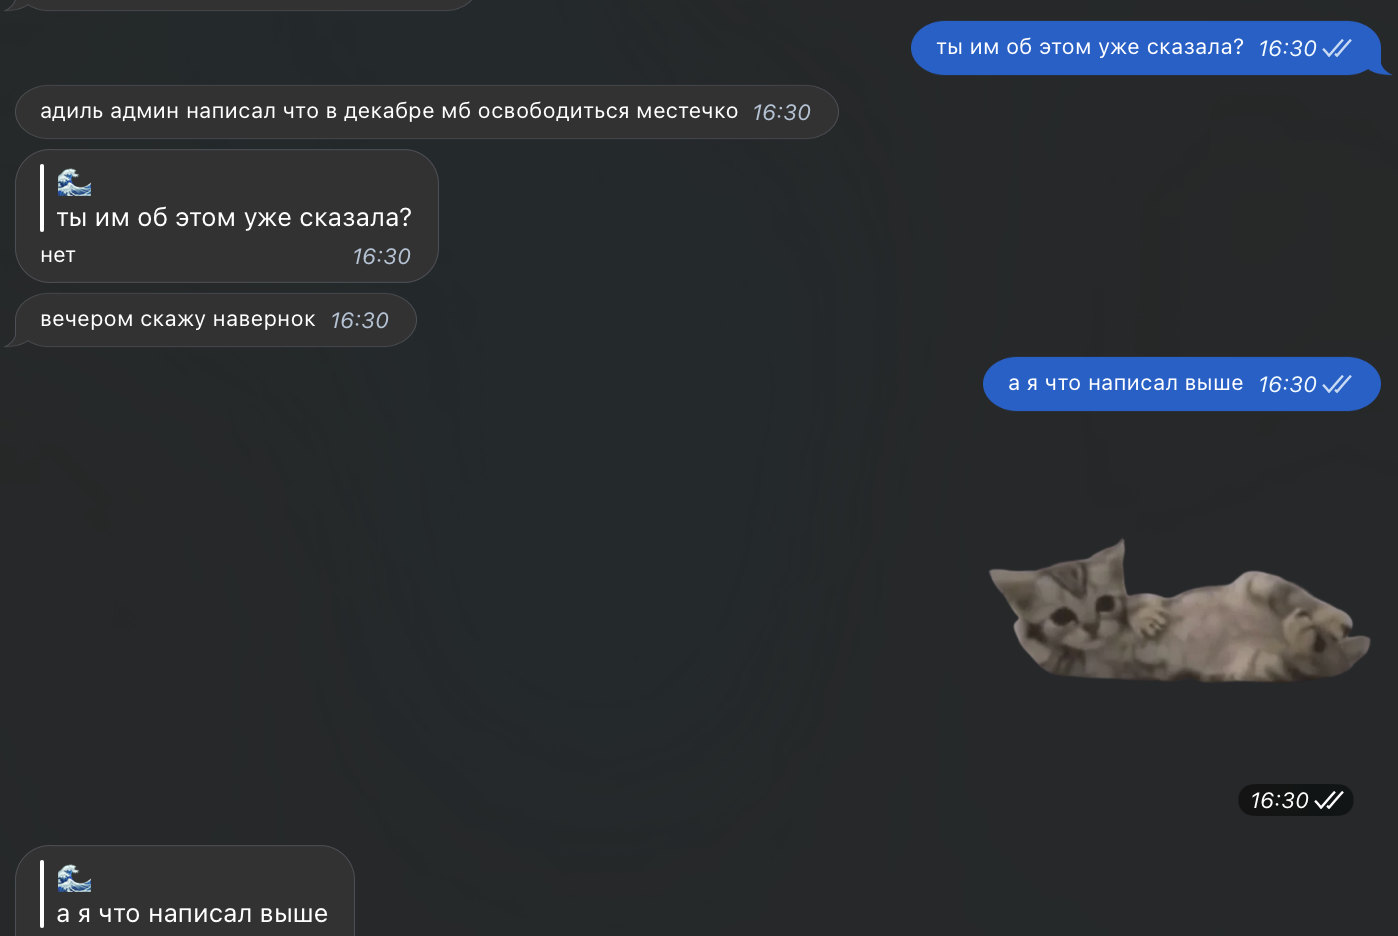 ты им об этом уже сказала? 16:30
адиль админ написал что в декабре мб освободиться местечко 16:30
🌊
ты им об этом уже сказала?
нет 16:30
вечером скажу навернок 16:30
а я что написал выше 16:30
16:30
🌊
а я что написал выше